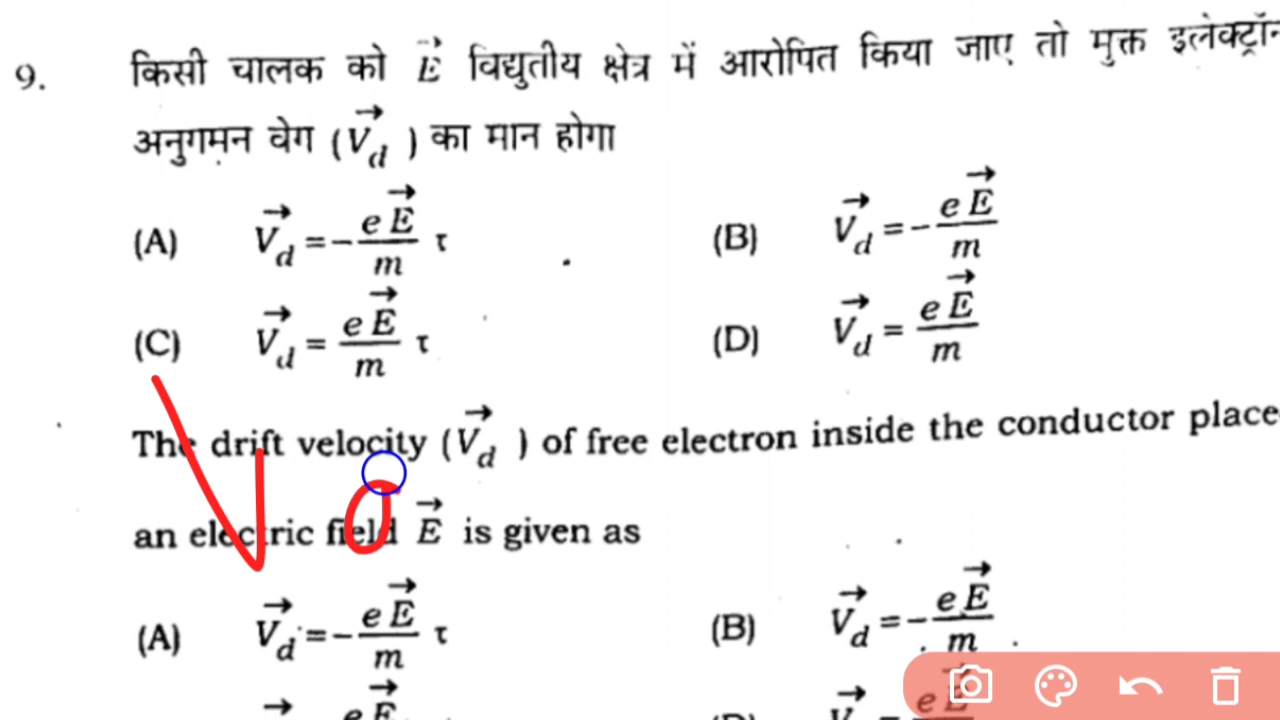 9. किसी चालक को E⃗ विद्युतीय क्षेत्र में आरोपित किया जाए तो मुक्त
अनुगमन वेग (V⃗d) का मान होगा
(A) V⃗d = - eE⃗/m τ (B) V⃗d = - eE⃗/m
(C) V⃗d = eE⃗/m τ (D) V⃗d = eE⃗/m
The drift velocity (V⃗d) of free electron inside the conductor place
an electric field E⃗ is given as
(A) V⃗d = - eE⃗/m τ (B) V⃗d = - eE⃗/m